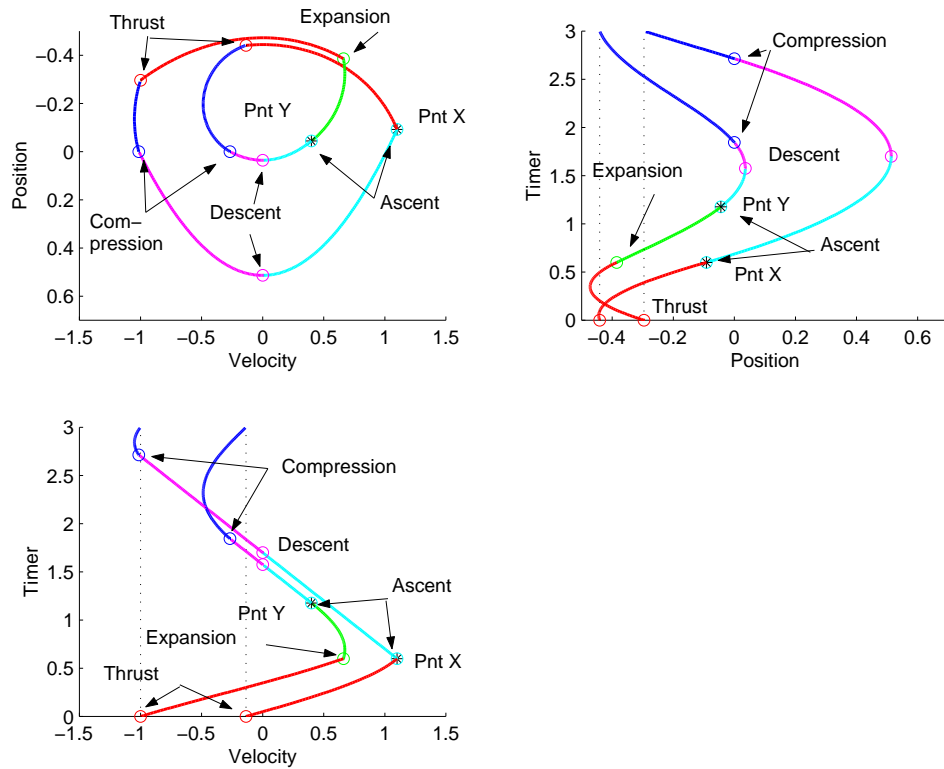 Thrust
Expansion
−0.4
−0.2
0
0.2
0.4
0.6
Position
Pnt Y
Pnt X
Com−
pression
Descent
Ascent
−1.5 −1 −0.5 0 0.5 1 1.5
Velocity
3
2.5
2
1.5
1
0.5
0
Timer
Compression
Descent
Expansion
Pnt Y
Ascent
Pnt X
Thrust
−0.4 −0.2 0 0.2 0.4 0.6
Position
3
2.5
2
1.5
1
0.5
0
Timer
Compression
Descent
Ascent
Pnt Y
Expansion
Pnt X
Thrust
−1.5 −1 −0.5 0 0.5 1 1.5
Velocity